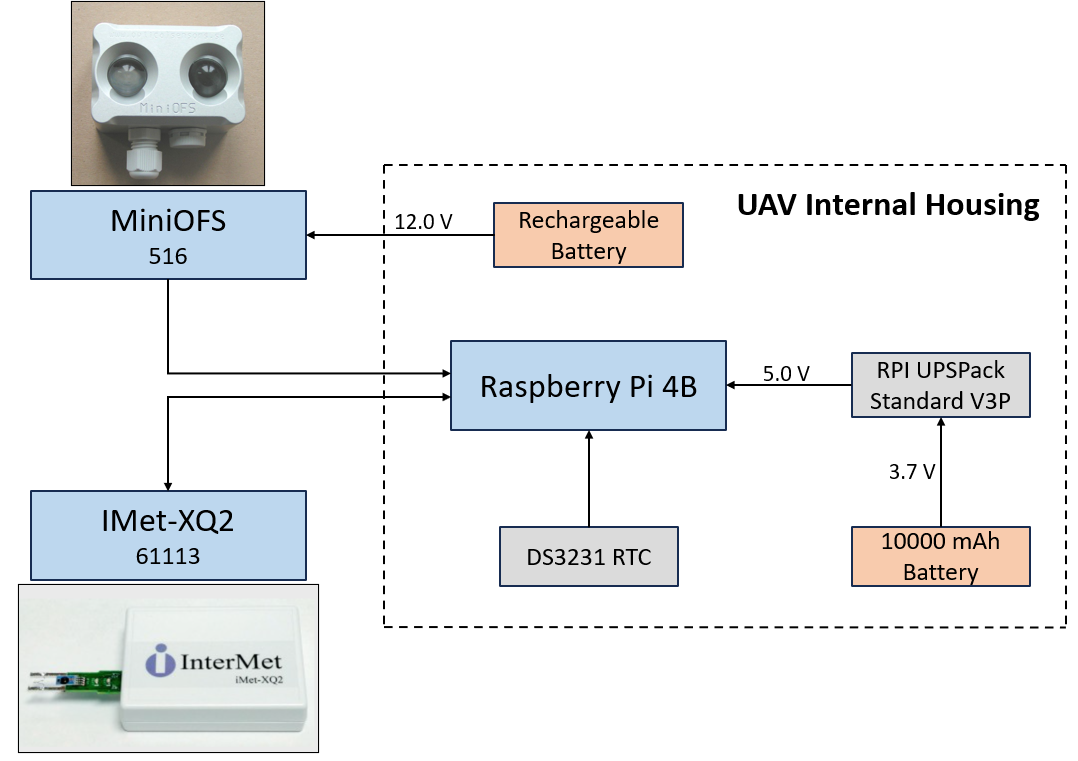 MiniOFS
MiniOFS
516
12.0 V
Rechargeable
Battery
UAV Internal Housing
Raspberry Pi 4B
5.0 V
RPI UPSPack
Standard V3P
3.7 V
IMet-XQ2
61113
DS3231 RTC
10000 mAh
Battery
i InterMet
iMet-XQ2